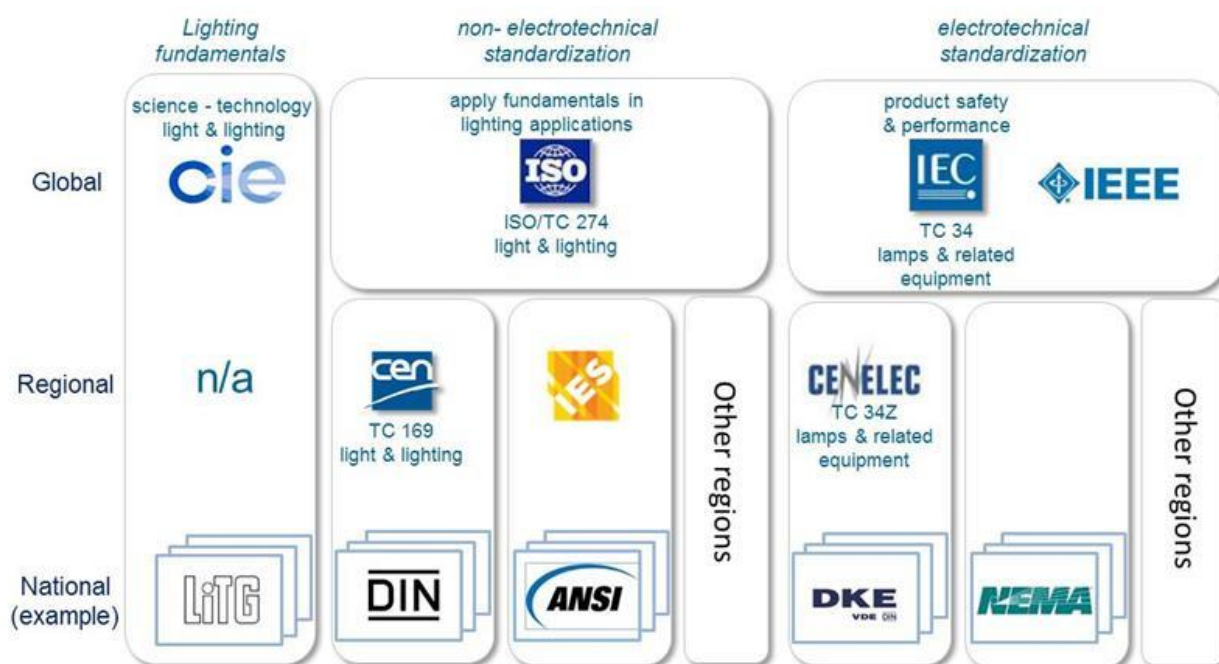 Lighting
fundamentals
non- electrotechnical
standardization
electrotechnical
standardization
Global
science - technology
light & lighting
cie
apply fundamentals in
lighting applications
ISO
ISO/TC 274
light & lighting
product safety
& performance
IEC
TC 34
lamps & related
equipment
IEEE
Regional
n/a
cen
TC 169
light & lighting
IES
Other regions
CENELEC
TC 34Z
lamps & related
equipment
Other regions
National
(example)
LiTG
DIN
ANSI
DKE
VDE DIN
NEMA